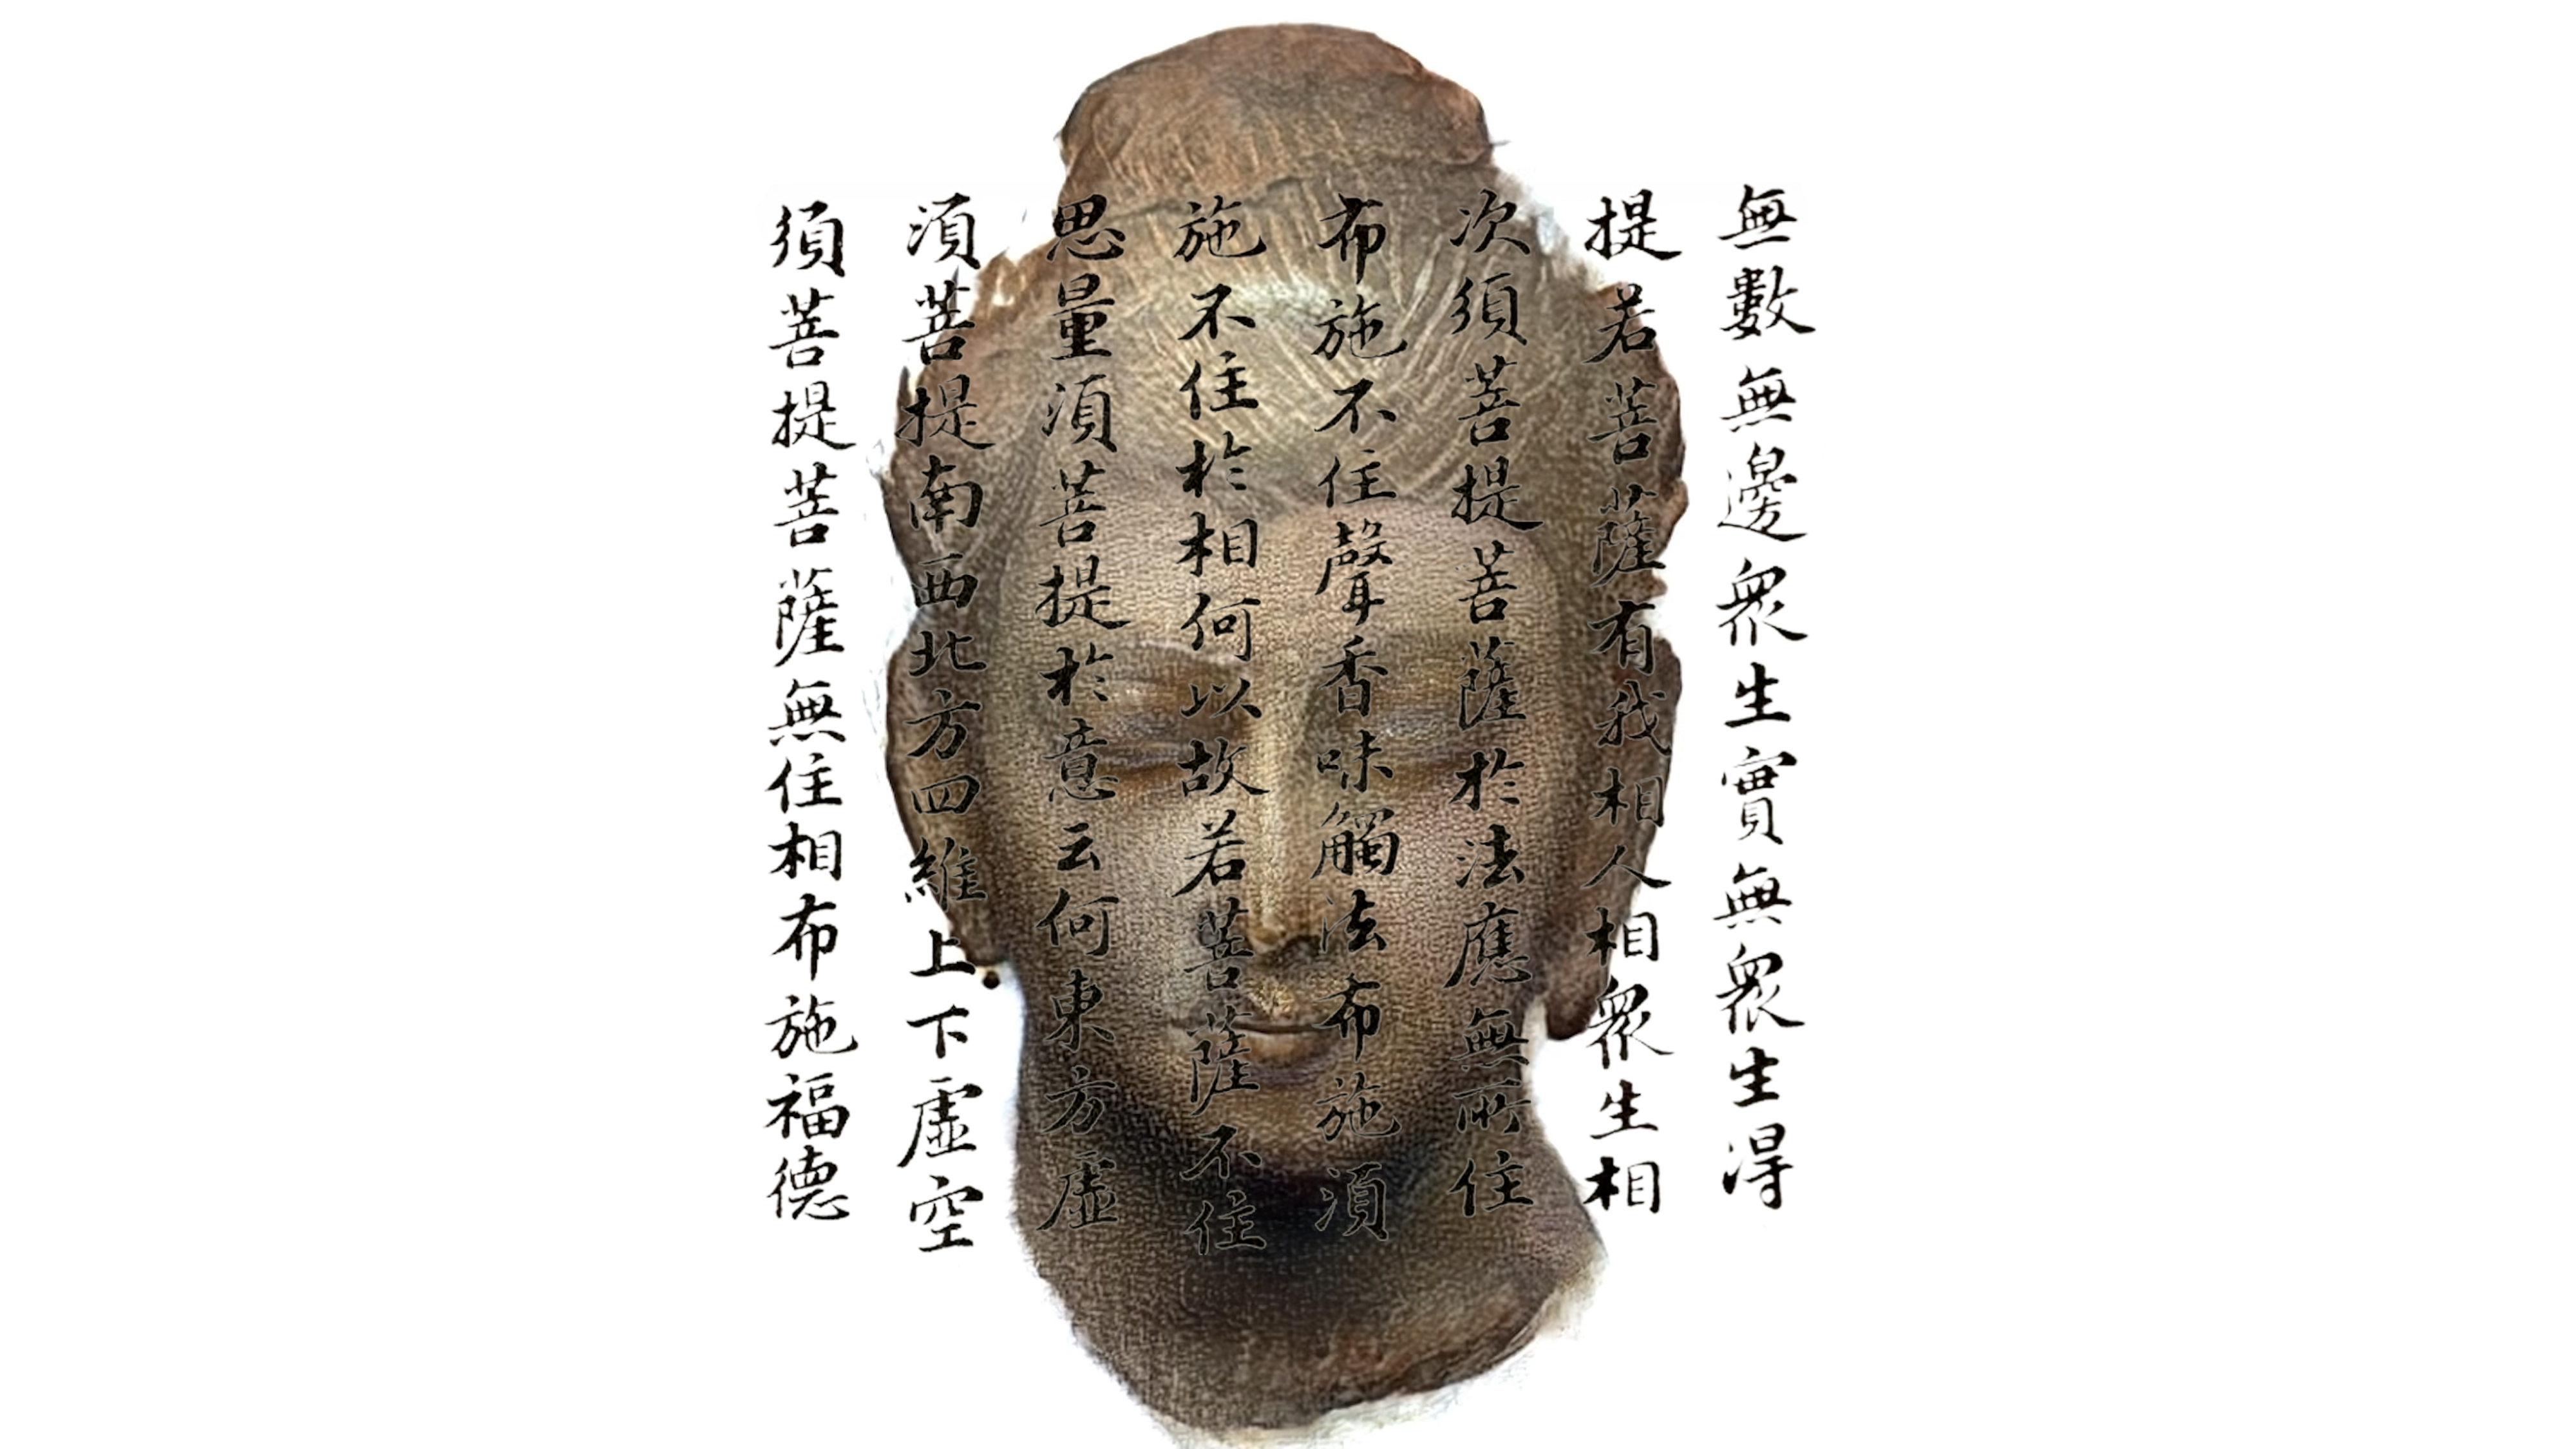 無數無邊衆生實無衆生得
提若菩薩有我相人相衆生相
次須菩提菩薩於法應無所住
布施不住聲香味觸法布施須
施不住於相何以故若菩薩不住
思量須菩提於意云何東方虛
須菩提南西北方四維上下虛空
須菩提菩薩無住相布施福德